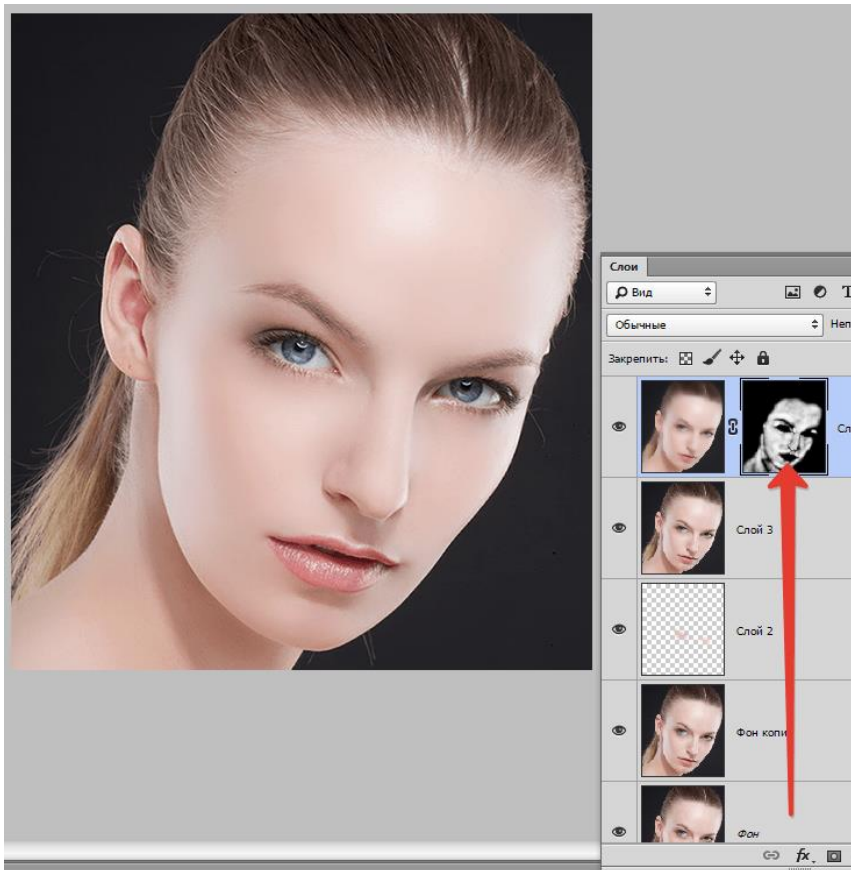 Слои
Вид
T
Обычные
Неп
Закрепить:
Сл
Слой 3
Слой 2
Фон копи
Фон
fx.